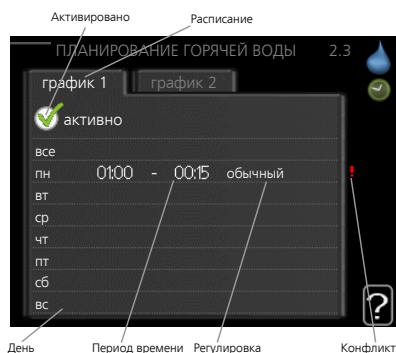 Активировано
Расписание
ПЛАНИРОВАНИЕ ГОРЯЧЕЙ ВОДЫ 2.3
график 1 график 2
активно
все
пн 01:00 - 00:15 обычный !
вт
ср
чт
пт
сб
вс
?
День Период времени Регулировка Конфликт